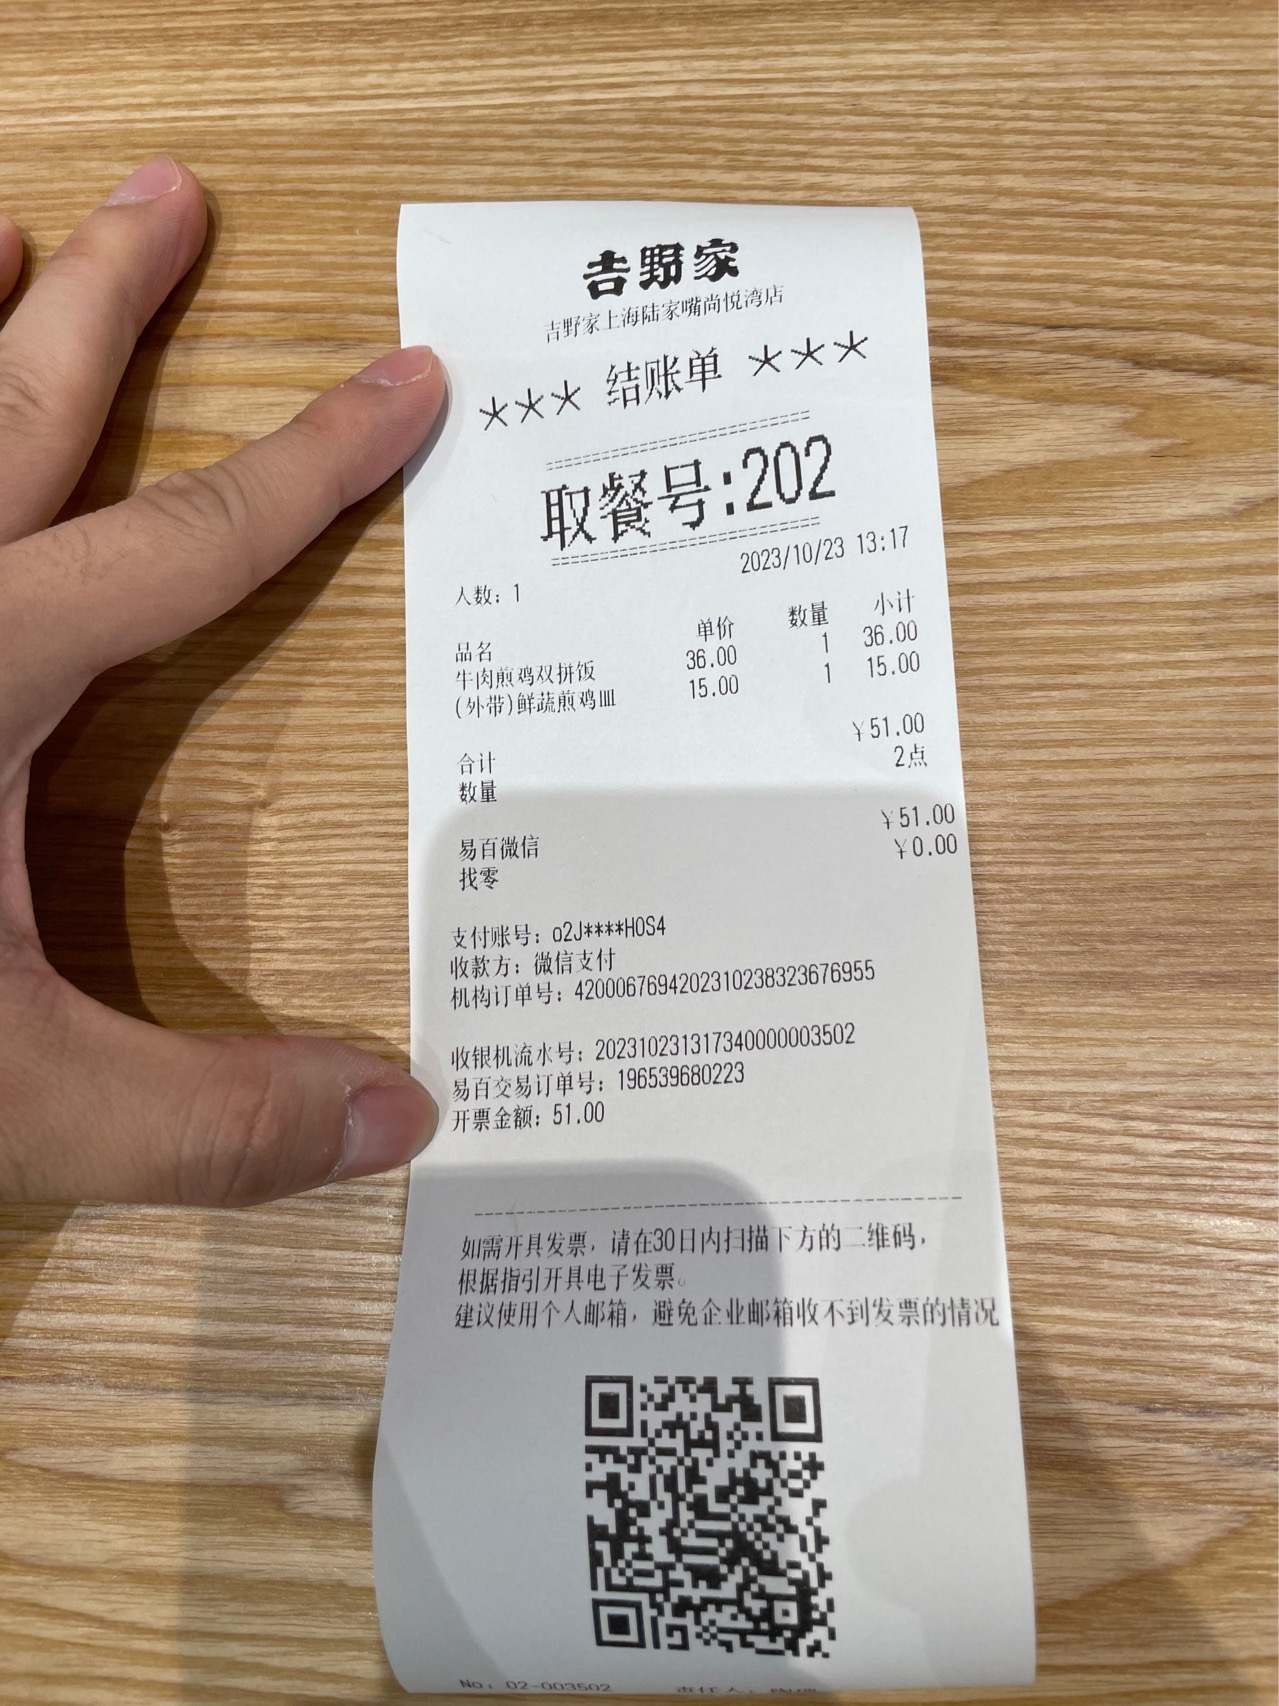 吉野家
吉野家上海陆家嘴尚悦湾店
*** 结账单 ***
取餐号:202
2023/10/23 13:17
人数: 1
品名 单价 数量 小计
牛肉煎鸡双拼饭 36.00 1 36.00
(外带)鲜蔬煎鸡皿 15.00 1 15.00
合计 ¥51.00
数量 2点
易百微信 ¥51.00
找零 ¥0.00
支付账号: o2J****HOS4
收款方: 微信支付
机构订单号: 4200067694202310238323676955
收银机流水号: 2023102313173400000003502
易百交易订单号: 196539680223
开票金额: 51.00
如需开具发票, 请在30日内扫描下方的二维码,
根据指引开具电子发票。
建议使用个人邮箱, 避免企业邮箱收不到发票的情况
No: 02-003502 责任人: